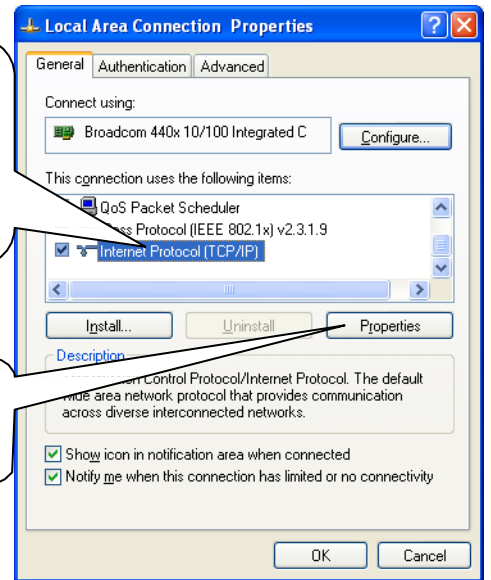 Local Area Connection Properties
General Authentication Advanced
Connect using:
Broadcom 440x 10/100 Integrated C
Configure...
This connection uses the following items:
QoS Packet Scheduler
Protocol (IEEE 802.1x) v2.3.1.9
Internet Protocol (TCP/IP)
Install... Uninstall Properties
Description
Control Protocol/Internet Protocol. The default
wide area network protocol that provides communication
across diverse interconnected networks.
Show icon in notification area when connected
Notify me when this connection has limited or no connectivity
OK Cancel